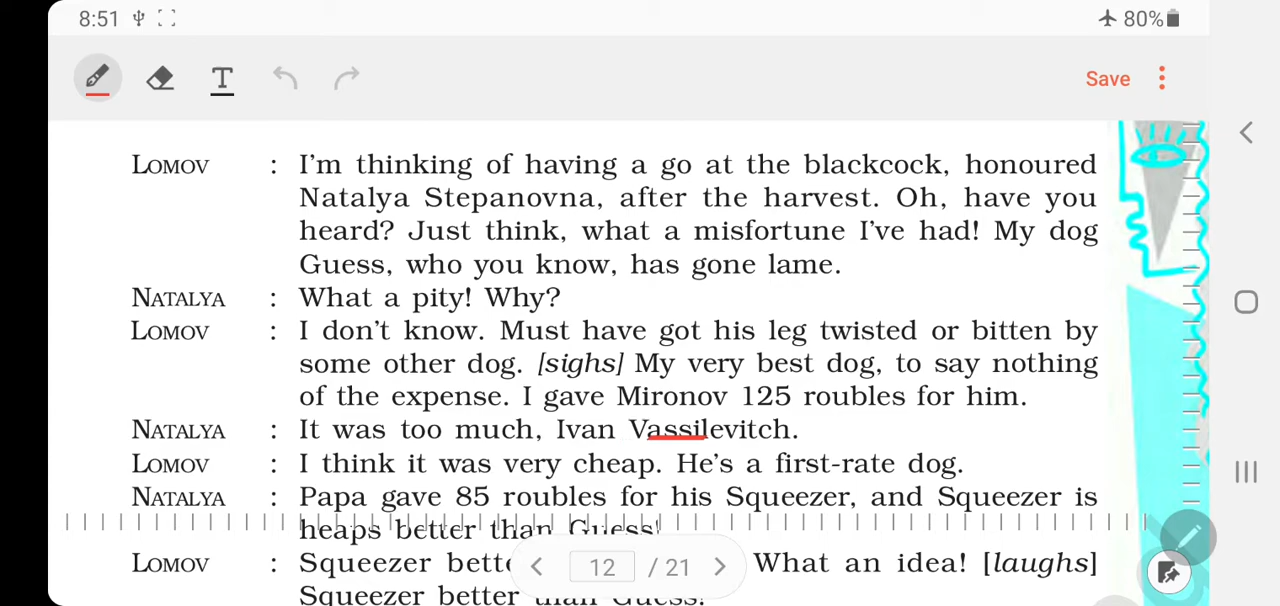 8:51 80%
T Save
LOMOV : I'm thinking of having a go at the blackcock, honoured
Natalya Stepanovna, after the harvest. Oh, have you
heard? Just think, what a misfortune I've had! My dog
Guess, who you know, has gone lame.
NATALYA : What a pity! Why?
LOMOV : I don't know. Must have got his leg twisted or bitten by
some other dog. [sighs] My very best dog, to say nothing
of the expense. I gave Mironov 125 roubles for him.
NATALYA : It was too much, Ivan Vassilevitch.
LOMOV : I think it was very cheap. He's a first-rate dog.
NATALYA : Papa gave 85 roubles for his Squeezer, and Squeezer is
heaps better than Guess!
LOMOV : Squeezer bette What an idea! [laughs]
Squeezer better than Guess!
12 / 21